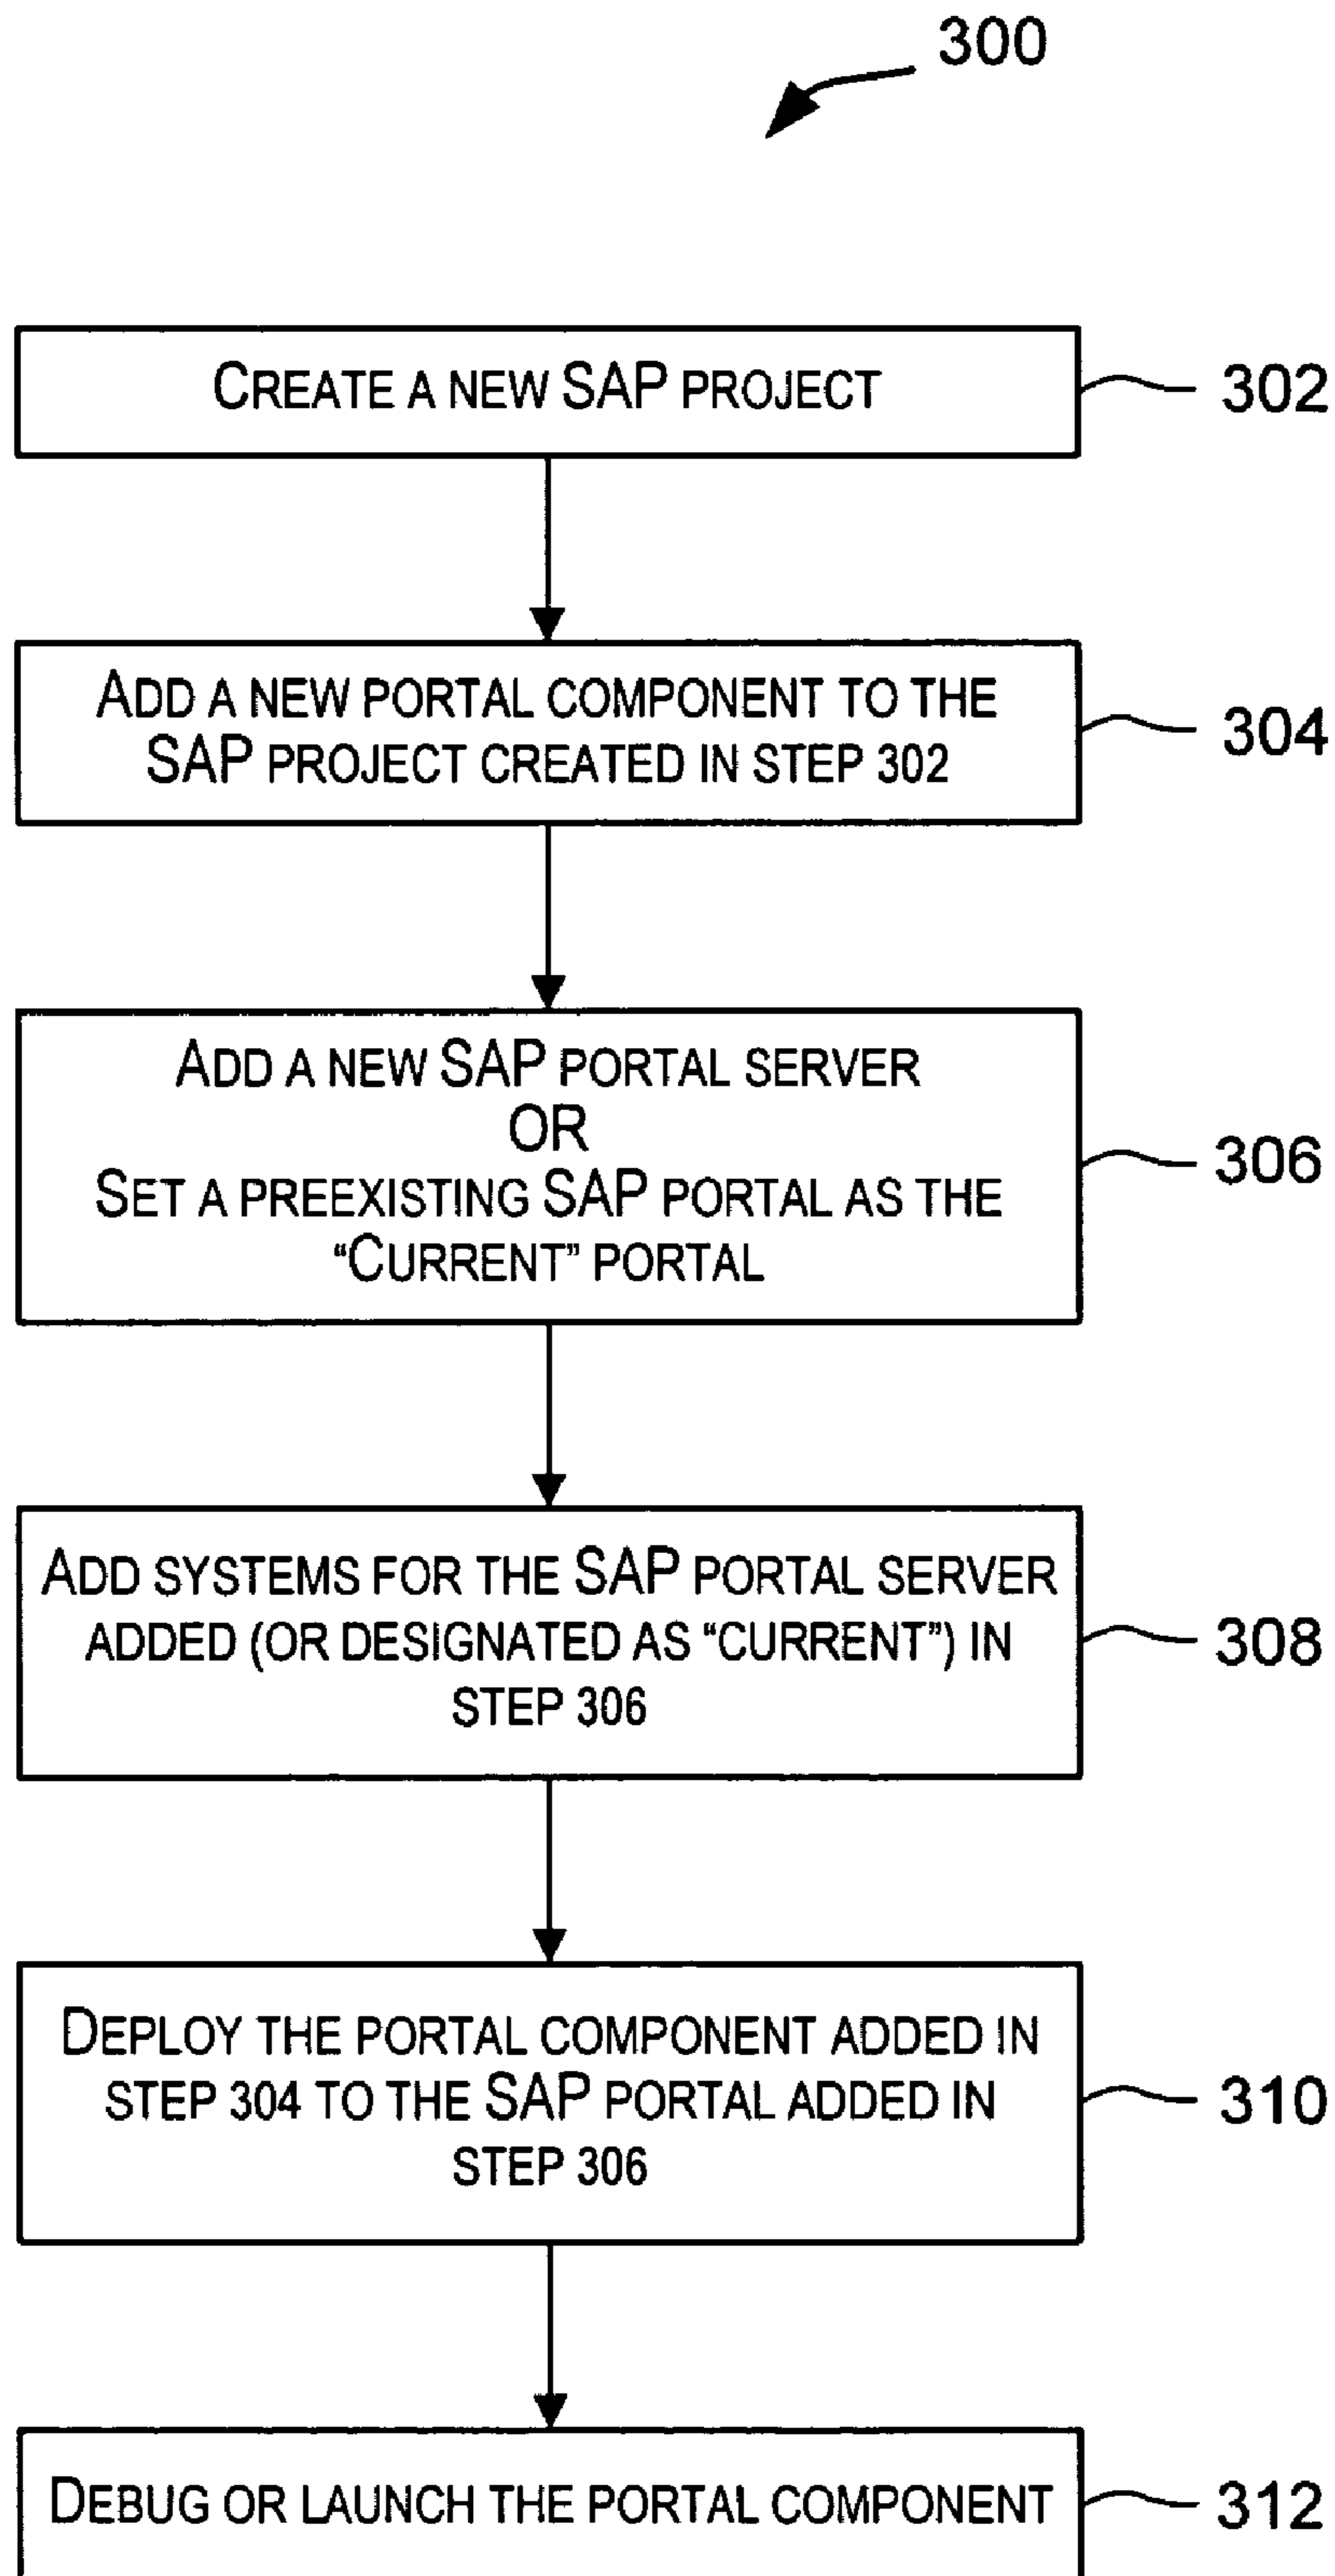 300
CREATE A NEW SAP PROJECT
302
ADD A NEW PORTAL COMPONENT TO THE
SAP PROJECT CREATED IN STEP 302
304
ADD A NEW SAP PORTAL SERVER
OR
SET A PREEXISTING SAP PORTAL AS THE
“CURRENT” PORTAL
306
ADD SYSTEMS FOR THE SAP PORTAL SERVER
ADDED (OR DESIGNATED AS “CURRENT”) IN
STEP 306
308
DEPLOY THE PORTAL COMPONENT ADDED IN
STEP 304 TO THE SAP PORTAL ADDED IN
STEP 306
310
DEBUG OR LAUNCH THE PORTAL COMPONENT
312